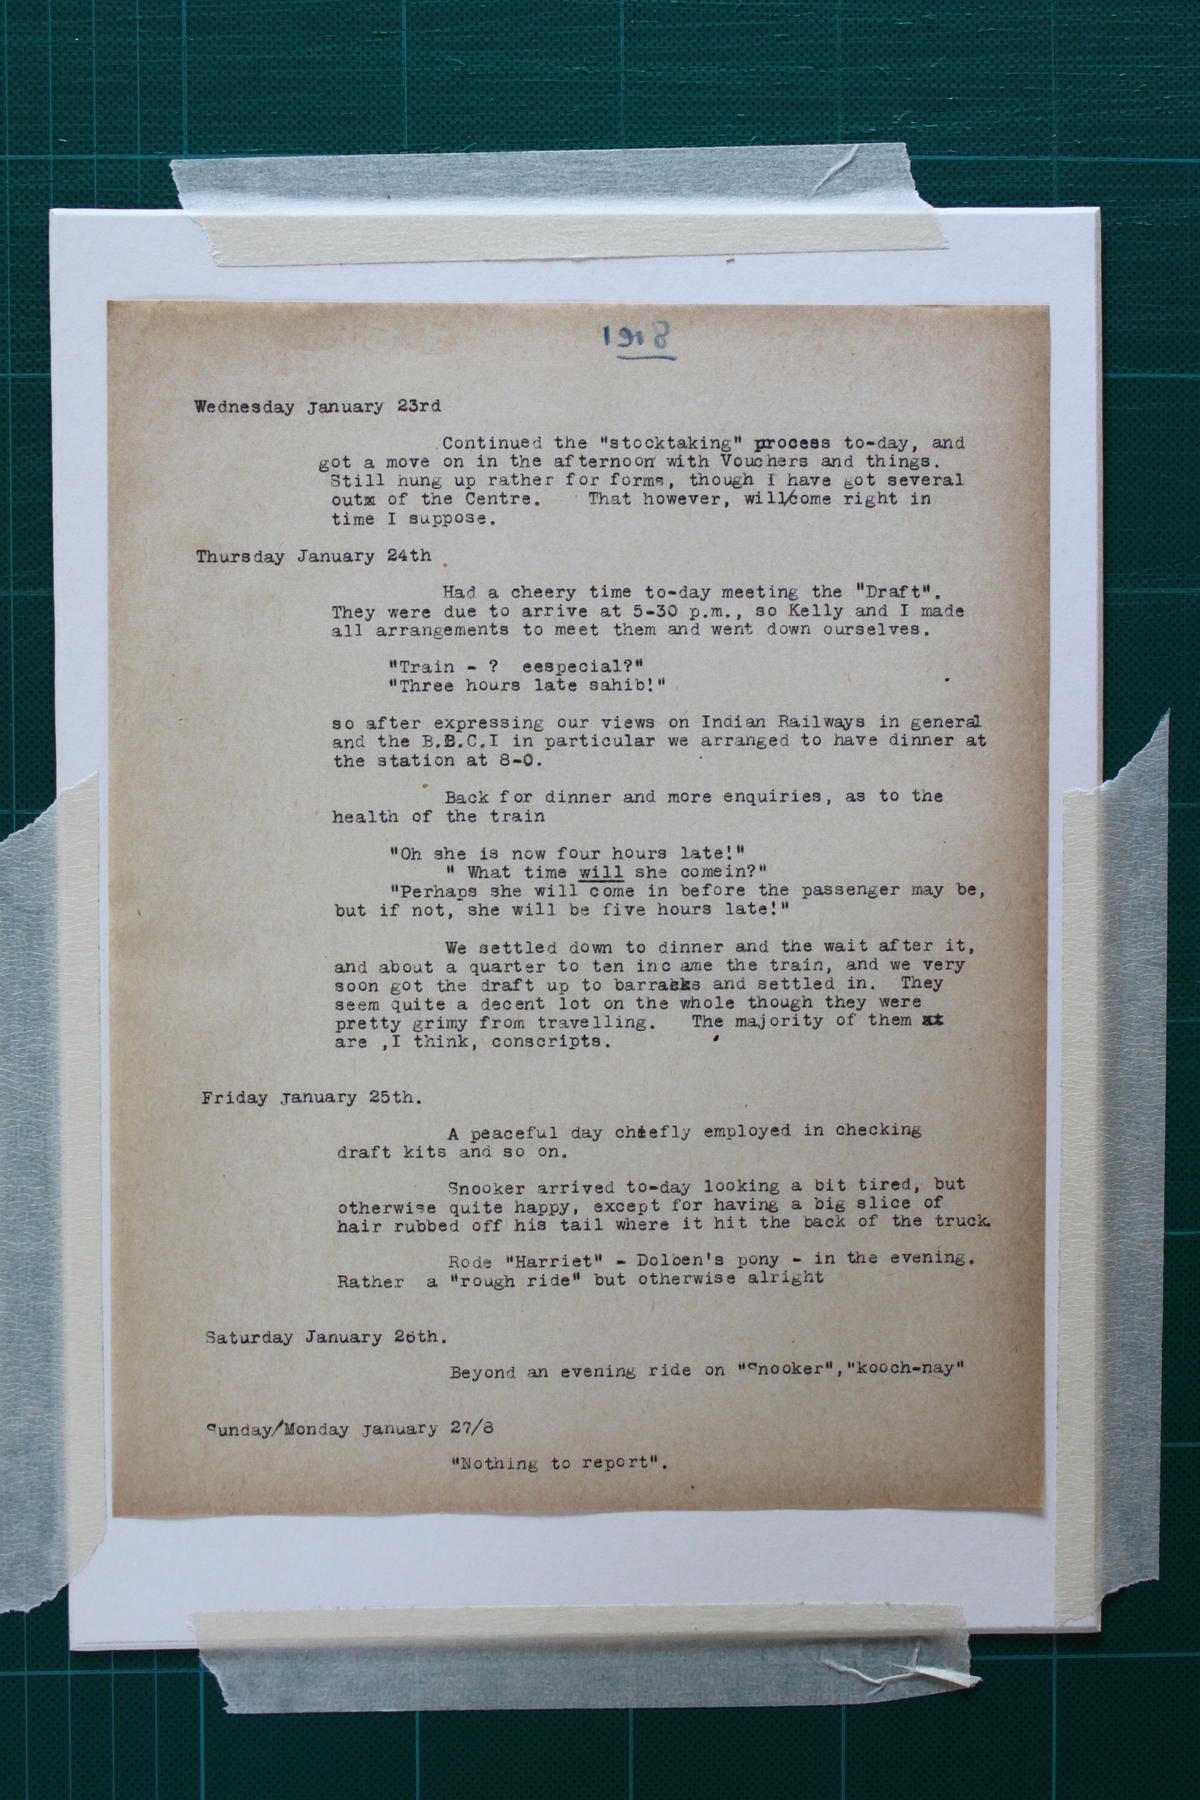 1918
Wednesday January 23rd
Continued the "stocktaking" process to-day, and
got a move on in the afternoon with Vouchers and things.
Still hung up rather for forms, though I have got several
outx of the Centre. That however, will/come right in
time I suppose.
Thursday January 24th
Had a cheery time to-day meeting the "Draft".
They were due to arrive at 5-30 p.m., so Kelly and I made
all arrangements to meet them and went down ourselves.
"Train - ? eespecial?"
"Three hours late sahib!"
so after expressing our views on Indian Railways in general
and the B.B.C.I in particular we arranged to have dinner at
the station at 8-0.
Back for dinner and more enquiries, as to the
health of the train
"Oh she is now four hours late!"
" What time will she comein?"
"Perhaps she will come in before the passenger may be,
but if not, she will be five hours late!"
We settled down to dinner and the wait after it,
and about a quarter to ten inc ame the train, and we very
soon got the draft up to barracks and settled in. They
seem quite a decent lot on the whole though they were
pretty grimy from travelling. The majority of them xx
are ,I think, conscripts.
Friday January 25th.
A peaceful day chiefly employed in checking
draft kits and so on.
Snooker arrived to-day looking a bit tired, but
otherwise quite happy, except for having a big slice of
hair rubbed off his tail where it hit the back of the truck.
Rode "Harriet" - Dolben's pony - in the evening.
Rather a "rough ride" but otherwise alright
Saturday January 26th.
Beyond an evening ride on "Snooker","kooch-nay"
Sunday/Monday January 27/8
"Nothing to report".